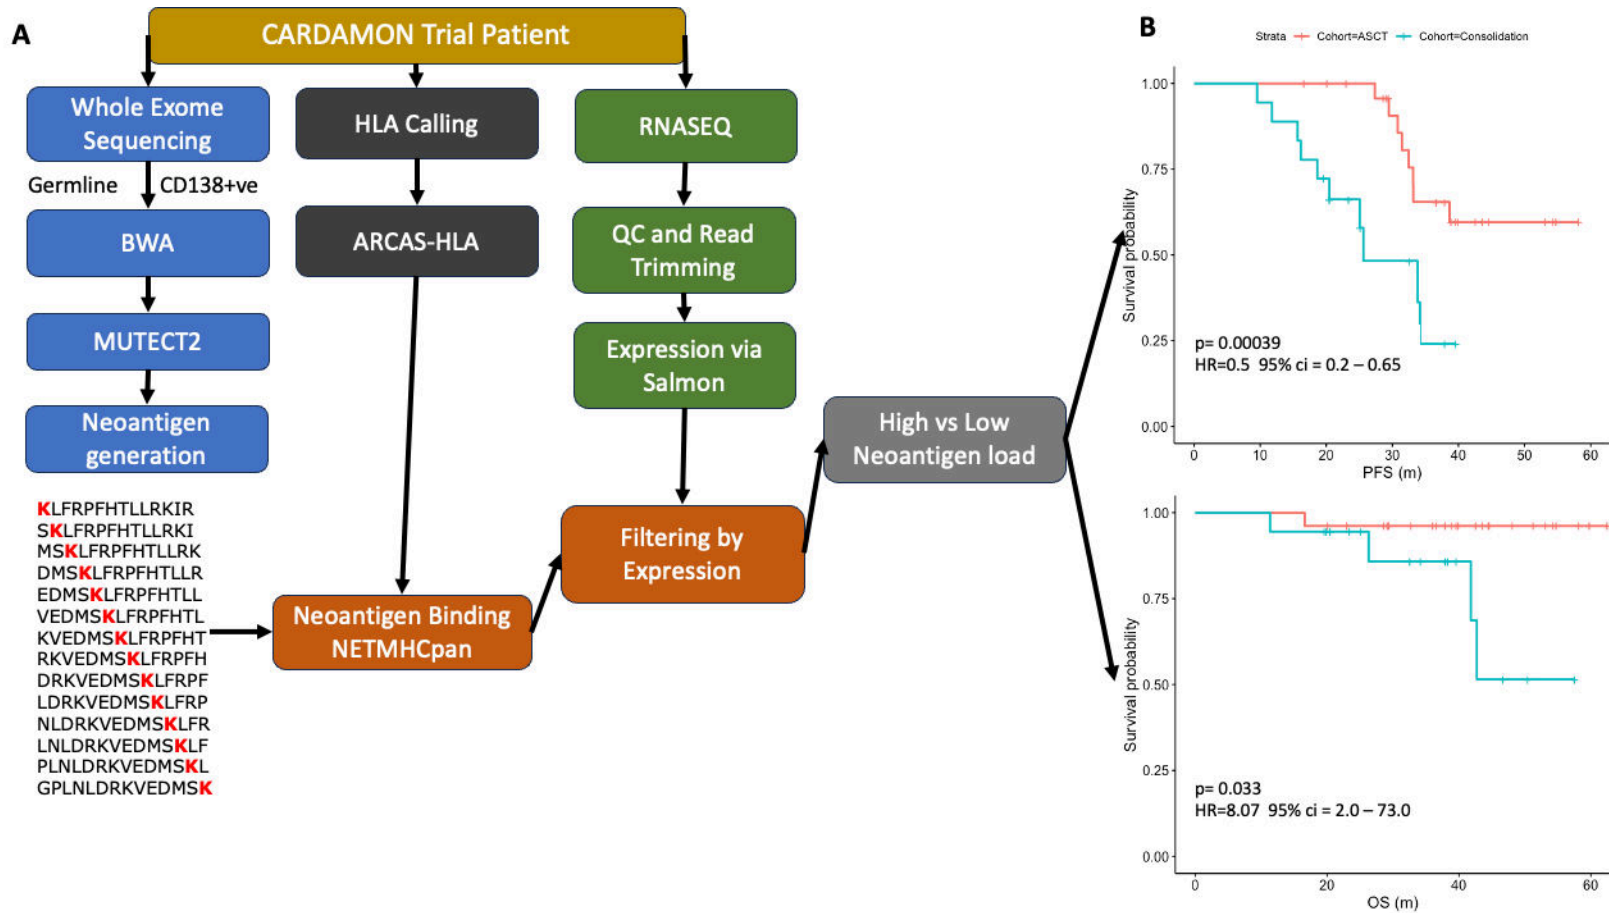 A
CARDAMON Trial Patient
Whole Exome
Sequencing
Germline
CD138+ve
BWA
MUTECT2
Neoantigen
generation
KLFRPFHTLLRKIR
SKLFRPFHTLLRKI
MSKLFRPFHTLLRK
DMSKLFRPFHTLLR
EDMSKLFRPFHTLL
VEDMSKLFRPFHTL
KVEDMSKLFRPFHT
RKVEDMSKLFRPFH
DRKVEDMSKLFRPF
LDRKVEDMSKLFRP
NLDRKVEDMSKLFR
LNLDRKVEDMSKLF
PLNLDRKVEDMSKL
GPLNLDRKVEDMSK
HLA Calling
ARCAS-HLA
Neoantigen Binding
NETMHCpan
RNASEQ
QC and Read
Trimming
Expression via
Salmon
Filtering by
Expression
High vs Low
Neoantigen load
B
Strata Cohort=ASCT Cohort=Consolidation
Survival probability
1.00
0.75
0.50
0.25
0.00
p= 0.00039
HR=0.5 95% ci = 0.2 – 0.65
0 10 20 30 40 50 60
PFS (m)
Survival probability
1.00
0.75
0.50
0.25
0.00
p= 0.033
HR=8.07 95% ci = 2.0 – 73.0
0 20 40 60
OS (m)